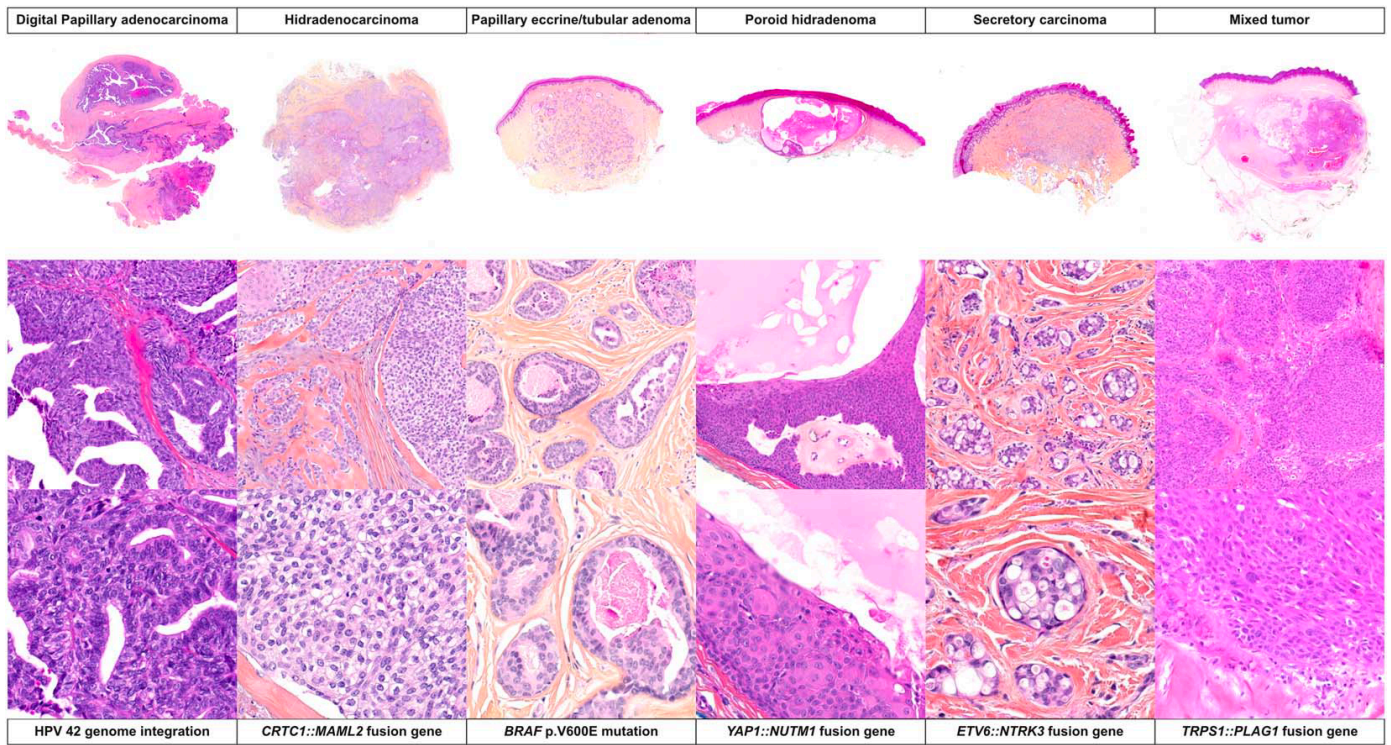 Digital Papillary adenocarcinoma
Hidradenocarcinoma
Papillary eccrine/tubular adenoma
Poroid hidradenoma
Secretory carcinoma
Mixed tumor
HPV 42 genome integration
CRTC1::MAML2 fusion gene
BRAF p.V600E mutation
YAP1::NUTM1 fusion gene
ETV6::NTRK3 fusion gene
TRPS1::PLAG1 fusion gene